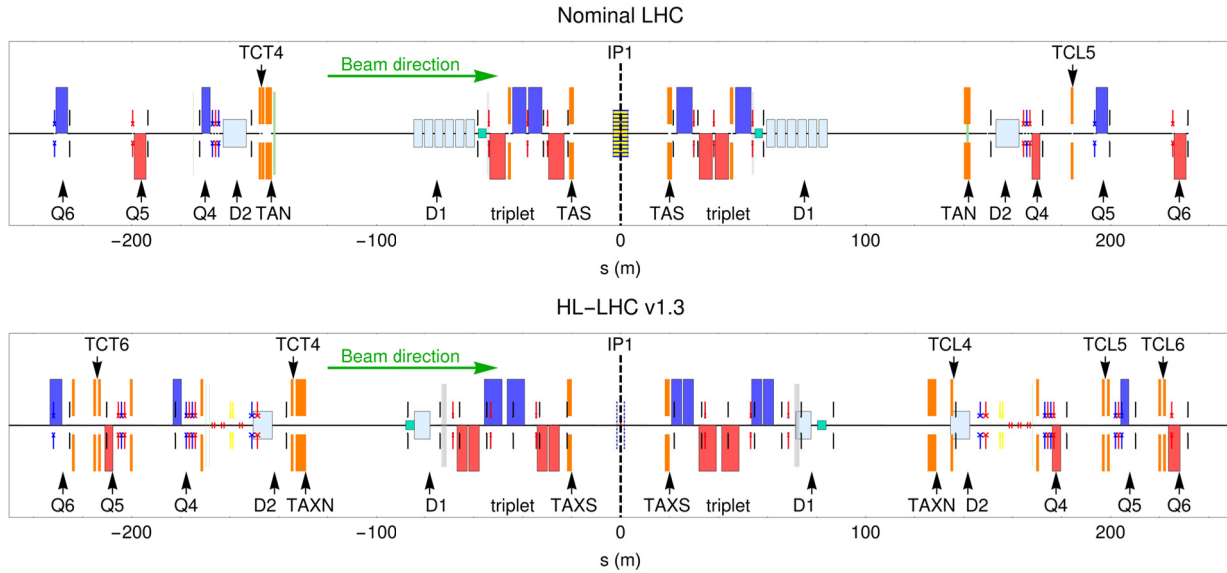 Nominal LHC
TCT4 IP1 TCL5
Beam direction
Q6 Q5 Q4 D2 TAN D1 triplet TAS TAS triplet D1 TAN D2 Q4 Q5 Q6
−200 −100 0 100 200
s (m)
HL−LHC v1.3
TCT6 TCT4 IP1 TCL4 TCL5 TCL6
Beam direction
Q6 Q5 Q4 D2 TAXN D1 triplet TAXS TAXS triplet D1 TAXN D2 Q4 Q5 Q6
−200 −100 0 100 200
s (m)